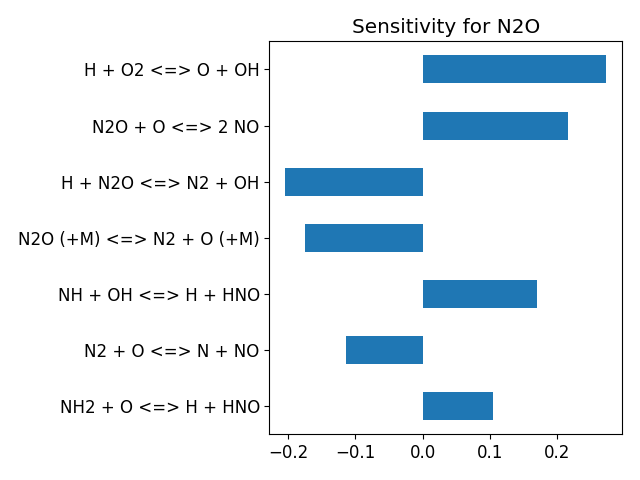 Sensitivity for N2O
H + O2 <=> O + OH
N2O + O <=> 2 NO
H + N2O <=> N2 + OH
N2O (+M) <=> N2 + O (+M)
NH + OH <=> H + HNO
N2 + O <=> N + NO
NH2 + O <=> H + HNO
−0.2 −0.1 0.0 0.1 0.2